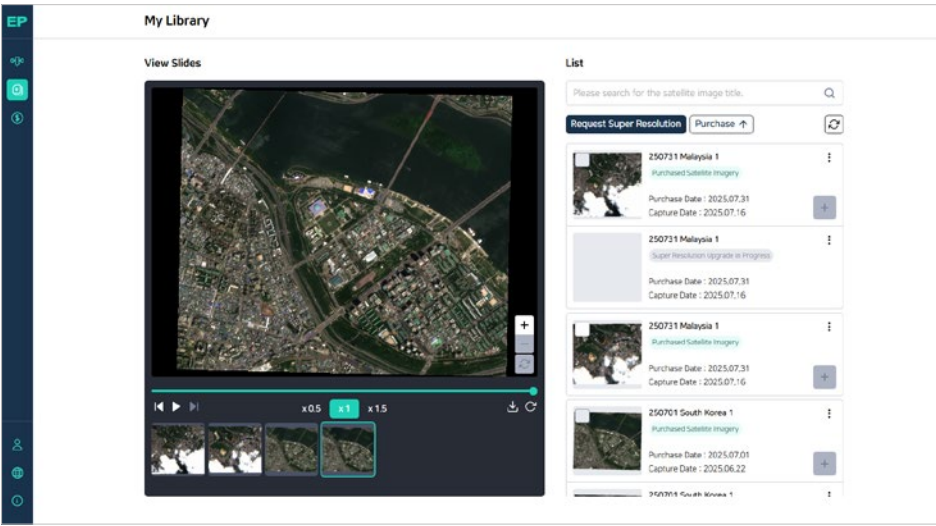 EP
My Library
View Slides
x0.5 x1 x1.5
List
Please search for the satellite image title.
Request Super Resolution
Purchase ↑
250731 Malaysia 1
Purchased Satellite Imagery
Purchase Date : 2025.07.31
Capture Date : 2025.07.16
250731 Malaysia 1
Super Resolution Upgrade in Progress
Purchase Date : 2025.07.31
Capture Date : 2025.07.16
250731 Malaysia 1
Purchased Satellite Imagery
Purchase Date : 2025.07.31
Capture Date : 2025.07.16
250701 South Korea 1
Purchased Satellite Imagery
Purchase Date : 2025.07.01
Capture Date : 2025.06.22
250701 South Korea 1